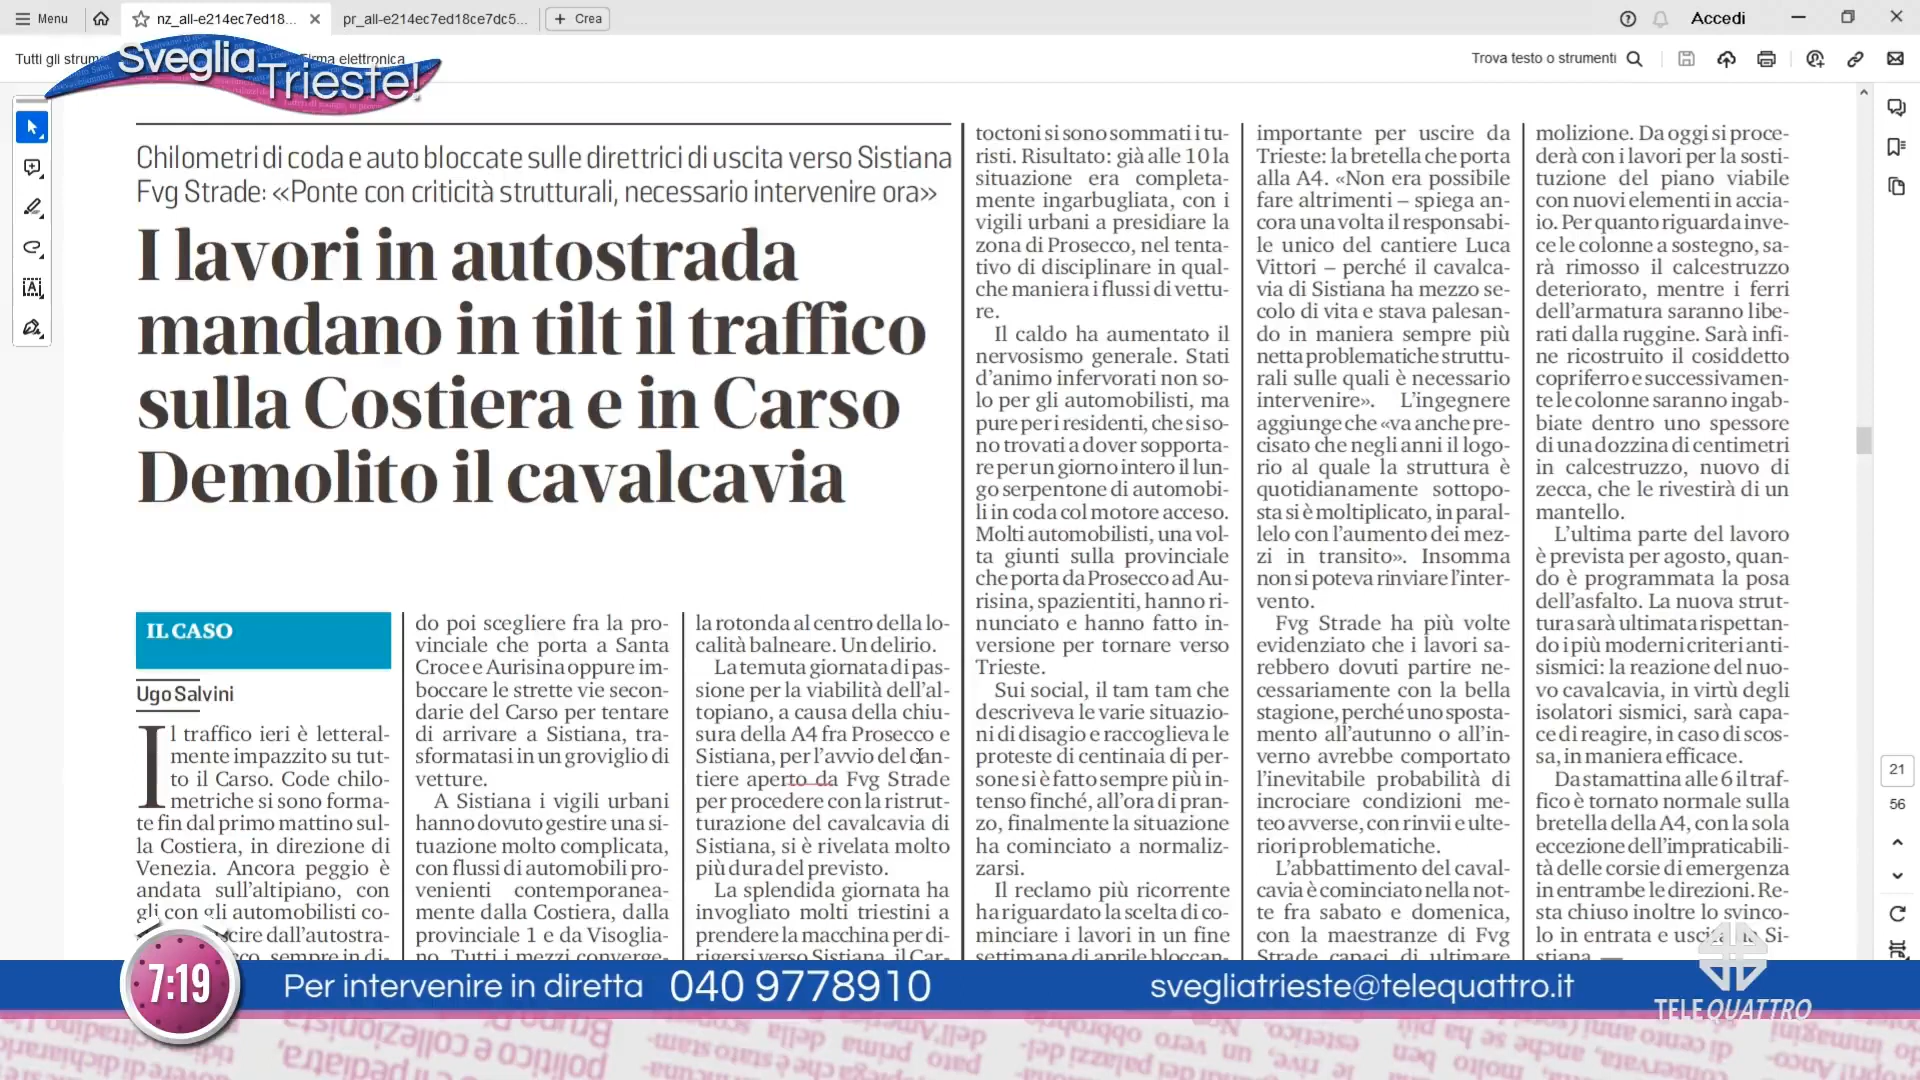 Menu
nz_all-e214ec7ed18...
pr_all-e214ec7ed18ce7dc5...
Crea
Accedi
Tutti gli strum
irma elettronica
Trova testo o strumenti
Sveglia
Trieste!
Chilometri di coda e auto bloccate sulle direttrici di uscita verso Sistiana
Fvg Strade: «Ponte con criticità strutturali, necessario intervenire ora»
I lavori in autostrada
mandano in tilt il traffico
sulla Costiera e in Carso
Demolito il cavalcavia
IL CASO
Ugo Salvini
Il traffico ieri è letteral-
mente impazzito su tut-
to il Carso. Code chilo-
metriche si sono forma-
te fin dal primo mattino sul-
la Costiera, in direzione di
Venezia. Ancora peggio è
andata sull'altipiano, con
gli con gli automobilisti co-
cire dall'autostra-
cco, sempre in di-
do poi scegliere fra la pro-
vinciale che porta a Santa
Croce e Aurisina oppure im-
boccare le strette vie secon-
darie del Carso per tentare
di arrivare a Sistiana, tra-
sformatasi in un groviglio di
vetture.
A Sistiana i vigili urbani
hanno dovuto gestire una si-
tuazione molto complicata,
con flussi di automobili pro-
venienti contemporanea-
mente dalla Costiera, dalla
provinciale 1 e da Visoglia-
no. Tutti i mezzi converge-
la rotonda al centro della lo-
calità balneare. Un delirio.
La temuta giornata di pas-
sione per la viabilità dell'al-
topiano, a causa della chiu-
sura della A4 fra Prosecco e
Sistiana, per l'avvio del can-
tiere aperto da Fvg Strade
per procedere con la ristrut-
turazione del cavalcavia di
Sistiana, si è rivelata molto
più dura del previsto.
La splendida giornata ha
invogliato molti triestini a
prendere la macchina per di-
rigersi verso Sistiana, il Car-
toctoni si sono sommati i tu-
risti. Risultato: già alle 10 la
situazione era completa-
mente ingarbugliata, con i
vigili urbani a presidiare la
zona di Prosecco, nel tenta-
tivo di disciplinare in qual-
che maniera i flussi di vettu-
re.
Il caldo ha aumentato il
nervosismo generale. Stati
d'animo infervorati non so-
lo per gli automobilisti, ma
pure per i residenti, che si so-
no trovati a dover sopporta-
re per un giorno intero il lun-
go serpentone di automobi-
li in coda col motore acceso.
Molti automobilisti, una vol-
ta giunti sulla provinciale
che porta da Prosecco ad Au-
risina, spazientiti, hanno ri-
nunciato e hanno fatto in-
versione per tornare verso
Trieste.
Sui social, il tam tam che
descriveva le varie situazio-
ni di disagio e raccoglieva le
proteste di centinaia di per-
sone si è fatto sempre più in-
tenso finché, all'ora di pran-
zo, finalmente la situazione
ha cominciato a normaliz-
zarsi.
Il reclamo più ricorrente
ha riguardato la scelta di co-
minciare i lavori in un fine
settimana di aprile bloccan-
importante per uscire da
Trieste: la bretella che porta
alla A4. «Non era possibile
fare altrimenti – spiega an-
cora una volta il responsabi-
le unico del cantiere Luca
Vittori – perché il cavalca-
via di Sistiana ha mezzo se-
colo di vita e stava palesan-
do in maniera sempre più
netta problematiche struttu-
rali sulle quali è necessario
intervenire». L'ingegnere
aggiunge che «va anche pre-
cisato che negli anni il logo-
rio al quale la struttura è
quotidianamente sottopo-
sta si è moltiplicato, in paral-
lelo con l'aumento dei mez-
zi in transito». Insomma
non si poteva rinviare l'inter-
vento.
Fvg Strade ha più volte
evidenziato che i lavori sa-
rebbero dovuti partire ne-
cessariamente con la bella
stagione, perché uno sposta-
mento all'autunno o all'in-
verno avrebbe comportato
l'inevitabile probabilità di
incrociare condizioni me-
teo avverse, con rinvii e ulte-
riori problematiche.
L'abbattimento del caval-
cavia è cominciato nella not-
te fra sabato e domenica,
con la maestranze di Fvg
Strade capaci di ultimare
molizione. Da oggi si proce-
derà con i lavori per la sosti-
tuzione del piano viabile
con nuovi elementi in accia-
io. Per quanto riguarda inve-
ce le colonne a sostegno, sa-
rà rimosso il calcestruzzo
deteriorato, mentre i ferri
dell'armatura saranno libe-
rati dalla ruggine. Sarà infi-
ne ricostruito il cosiddetto
copriferro e successivamen-
te le colonne saranno ingab-
biate dentro uno spessore
di una dozzina di centimetri
in calcestruzzo, nuovo di
zecca, che le rivestirà di un
mantello.
L'ultima parte del lavoro
è prevista per agosto, quan-
do è programmata la posa
dell'asfalto. La nuova strut-
tura sarà ultimata rispettan-
do i più moderni criteri anti-
sismici: la reazione del nuo-
vo cavalcavia, in virtù degli
isolatori sismici, sarà capa-
ce di reagire, in caso di scos-
sa, in maniera efficace.
Da stamattina alle 6 il traf-
fico è tornato normale sulla
bretella della A4, con la sola
eccezione dell'impraticabili-
tà delle corsie di emergenza
in entrambe le direzioni. Re-
sta chiuso inoltre lo svinco-
lo in entrata e uscita Si-
stiana.
21
56
7:19
Per intervenire in diretta 040 9778910
svegliatrieste@telequattro.it
TELEQUATTRO